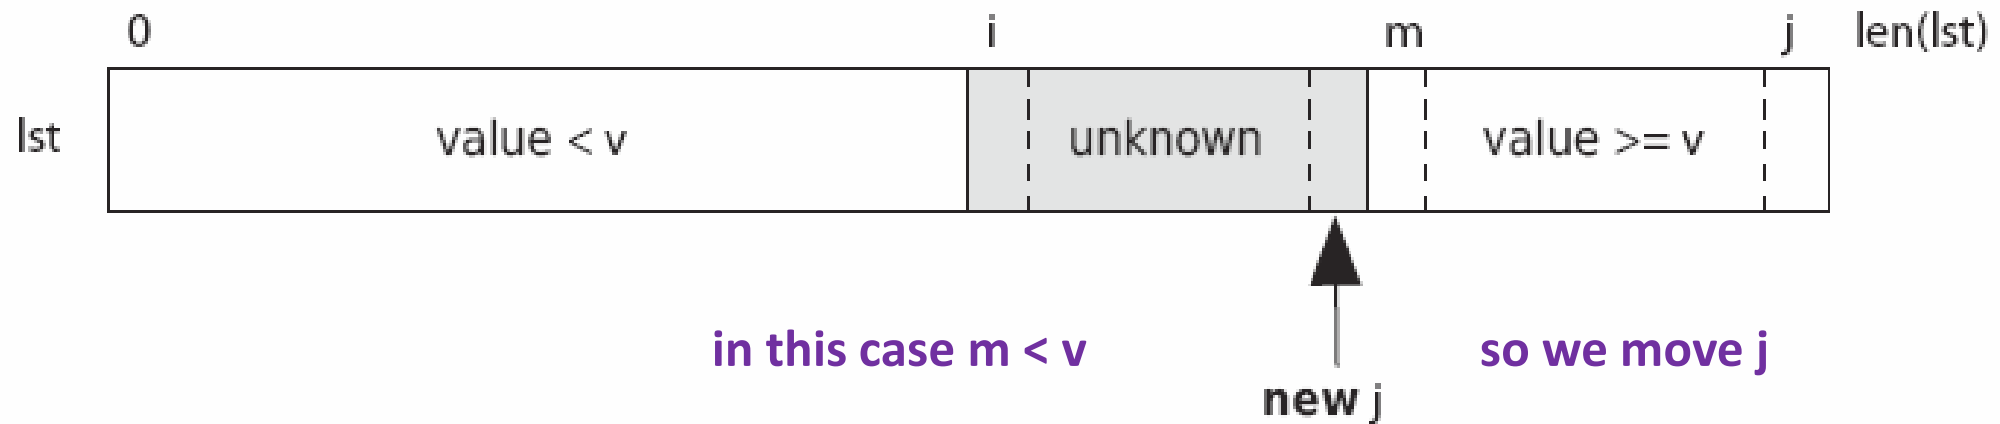 0 i m j len(lst)
lst value < v unknown value >= v
in this case m < v so we move j
new j